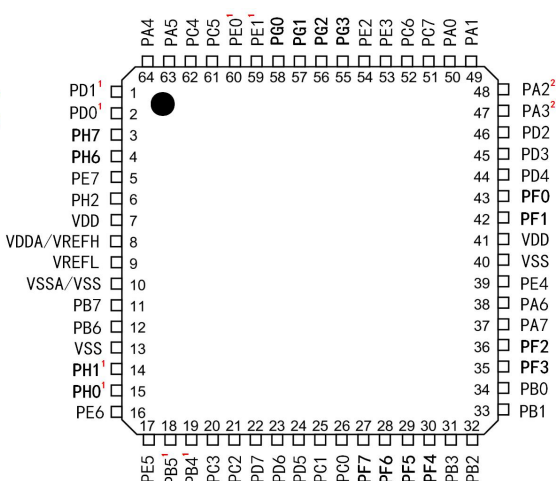 PA4 PA5 PC4 PC5 PE0¹ PE1¹ PG0 PG1 PG2 PG3 PE2 PE3 PC6 PC7 PA0 PA1
64 63 62 61 60 59 58 57 56 55 54 53 52 51 50 49
PD1¹ 1
PD0¹ 2
PH7 3
PH6 4
PE7 5
PH2 6
VDD 7
VDDA/VREFH 8
VREFL 9
VSSA/VSS 10
PB7 11
PB6 12
VSS 13
PH1¹ 14
PH0¹ 15
PE6 16
48 PA2²
47 PA3²
46 PD2
45 PD3
44 PD4
43 PF0
42 PF1
41 VDD
40 VSS
39 PE4
38 PA6
37 PA7
36 PF2
35 PF3
34 PB0
33 PB1
17 18 19 20 21 22 23 24 25 26 27 28 29 30 31 32
PE5 PB5¹ PB4¹ PC3 PC2 PD7 PD6 PD5 PC1 PC0 PF7 PF6 PF5 PF4 PB3 PB2